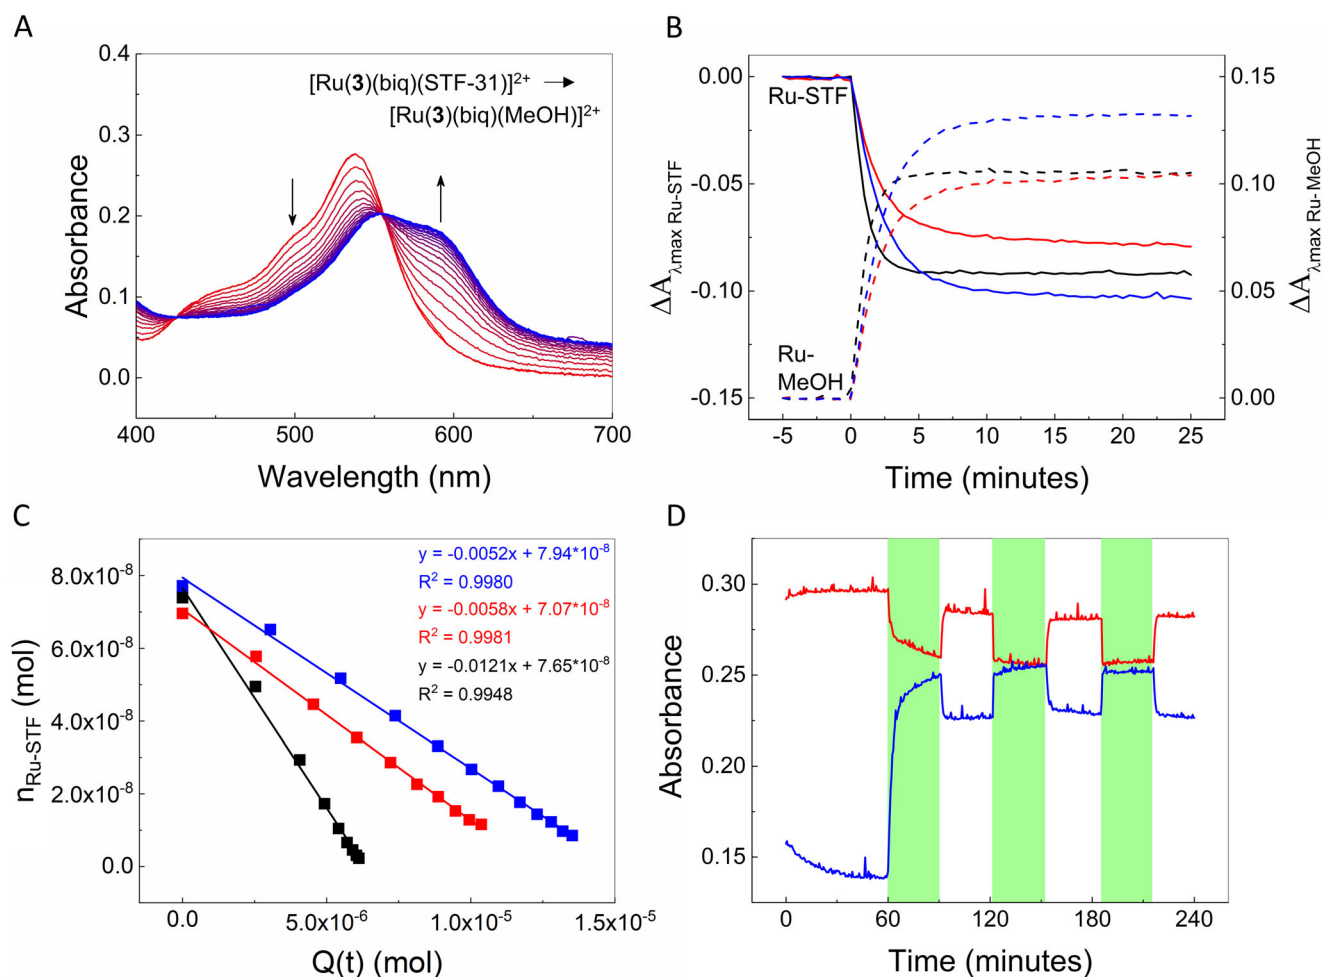 A
[Ru(3)(biq)(STF-31)]²⁺ →
[Ru(3)(biq)(MeOH)]²⁺
Absorbance
0.4
0.3
0.2
0.1
0.0
400 500 600 700
Wavelength (nm)
B
Ru-STF
Ru-
MeOH
ΔA λmax Ru-STF
0.00
-0.05
-0.10
-0.15
ΔA λmax Ru-MeOH
0.15
0.10
0.05
0.00
-5 0 5 10 15 20 25
Time (minutes)
C
y = -0.0052x + 7.94*10⁻⁸
R² = 0.9980
y = -0.0058x + 7.07*10⁻⁸
R² = 0.9981
y = -0.0121x + 7.65*10⁻⁸
R² = 0.9948
n Ru-STF (mol)
8.0x10⁻⁸
6.0x10⁻⁸
4.0x10⁻⁸
2.0x10⁻⁸
0.0
0.0 5.0x10⁻⁶ 1.0x10⁻⁵ 1.5x10⁻⁵
Q(t) (mol)
D
Absorbance
0.30
0.25
0.20
0.15
0 60 120 180 240
Time (minutes)